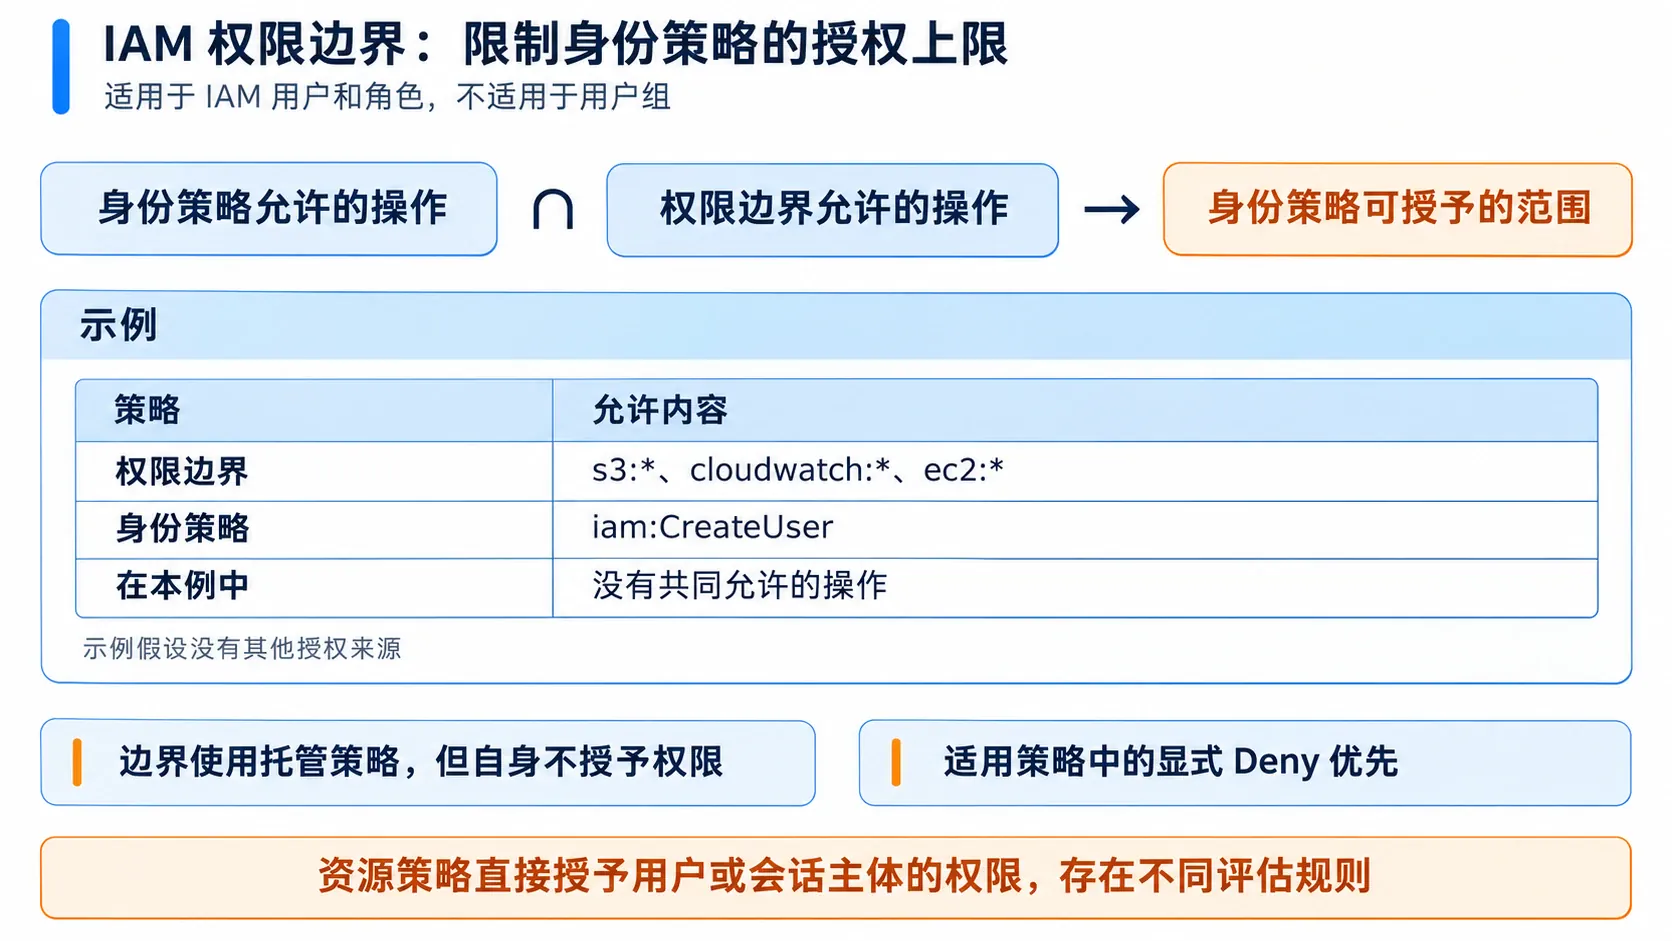 IAM 权限边界：限制身份策略的授权上限
适用于 IAM 用户和角色，不适用于用户组
身份策略允许的操作 ∩ 权限边界允许的操作 → 身份策略可授予的范围
示例
策略 允许内容
权限边界 s3:*、cloudwatch:*、ec2:*
身份策略 iam:CreateUser
在本例中 没有共同允许的操作
示例假设没有其他授权来源
边界使用托管策略，但自身不授予权限
适用策略中的显式 Deny 优先
资源策略直接授予用户或会话主体的权限，存在不同评估规则